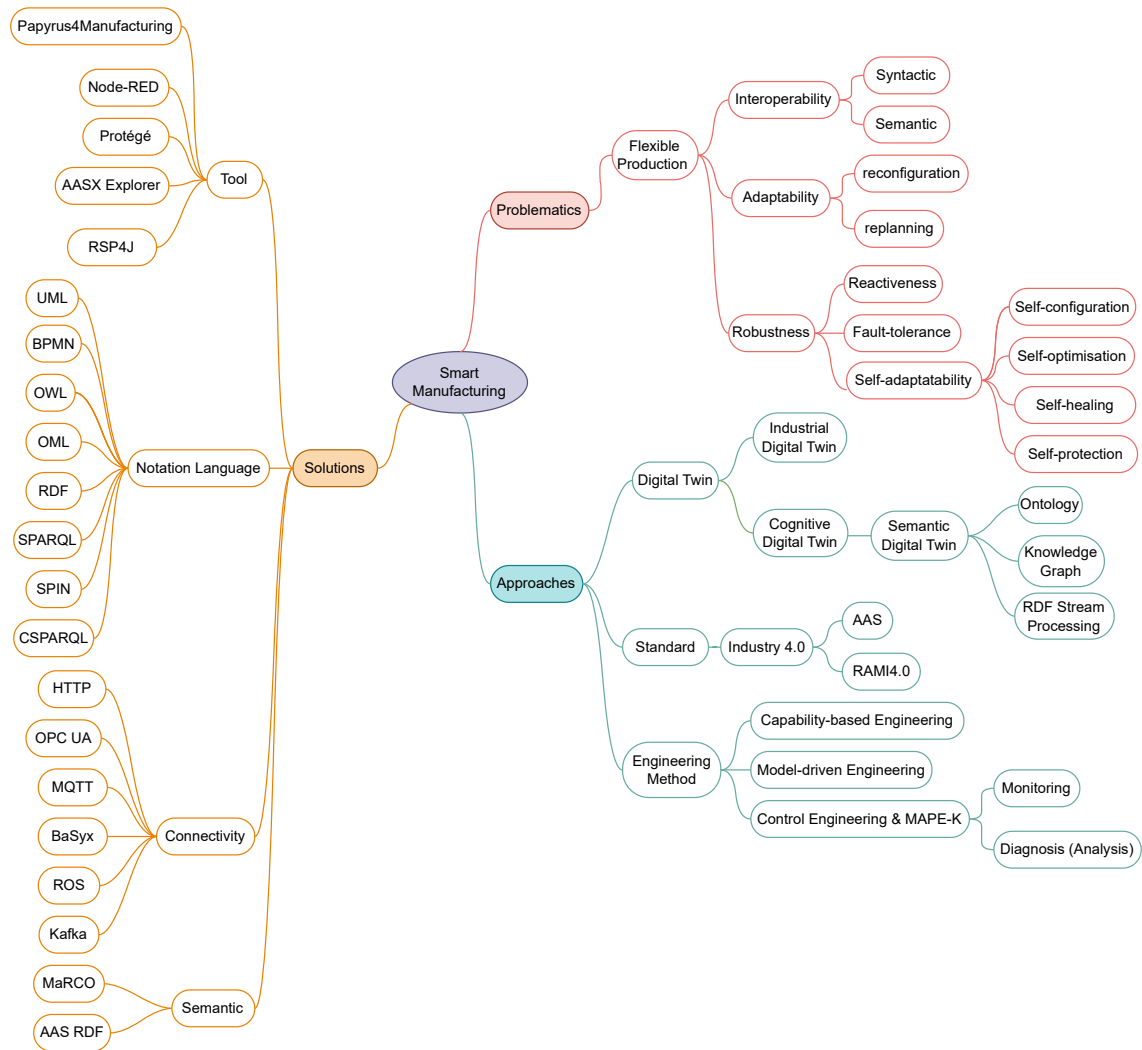 Smart
Manufacturing
Problematics
Flexible
Production
Interoperability
Syntactic
Semantic
Adaptability
reconfiguration
replanning
Robustness
Reactiveness
Fault-tolerance
Self-adaptatability
Self-configuration
Self-optimisation
Self-healing
Self-protection
Approaches
Digital Twin
Industrial
Digital Twin
Cognitive
Digital Twin
Semantic
Digital Twin
Ontology
Knowledge
Graph
RDF Stream
Processing
Standard
Industry 4.0
AAS
RAMI4.0
Engineering
Method
Capability-based Engineering
Model-driven Engineering
Control Engineering & MAPE-K
Monitoring
Diagnosis (Analysis)
Solutions
Tool
Papyrus4Manufacturing
Node-RED
Protégé
AASX Explorer
RSP4J
Notation Language
UML
BPMN
OWL
OML
RDF
SPARQL
SPIN
CSPARQL
Connectivity
HTTP
OPC UA
MQTT
BaSyx
ROS
Kafka
Semantic
MaRCO
AAS RDF